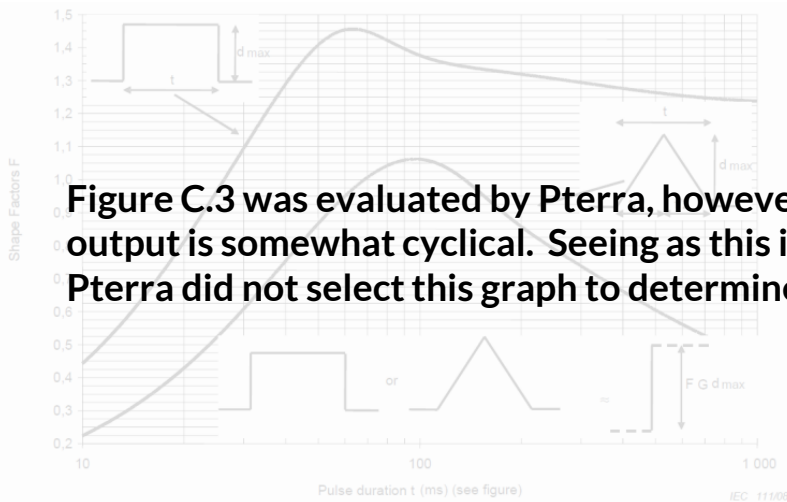 1,5
1,4
1,3
1,2
1,1
1,0
0,6
0,5
0,4
0,3
0,2
Shape Factors F
d max
t
t
d max
Figure C.3 was evaluated by Pterra, howeve
output is somewhat cyclical. Seeing as this i
Pterra did not select this graph to determine
or
≈
F G d max
10
100
1 000
Pulse duration t (ms) (see figure)
IEC 111/08